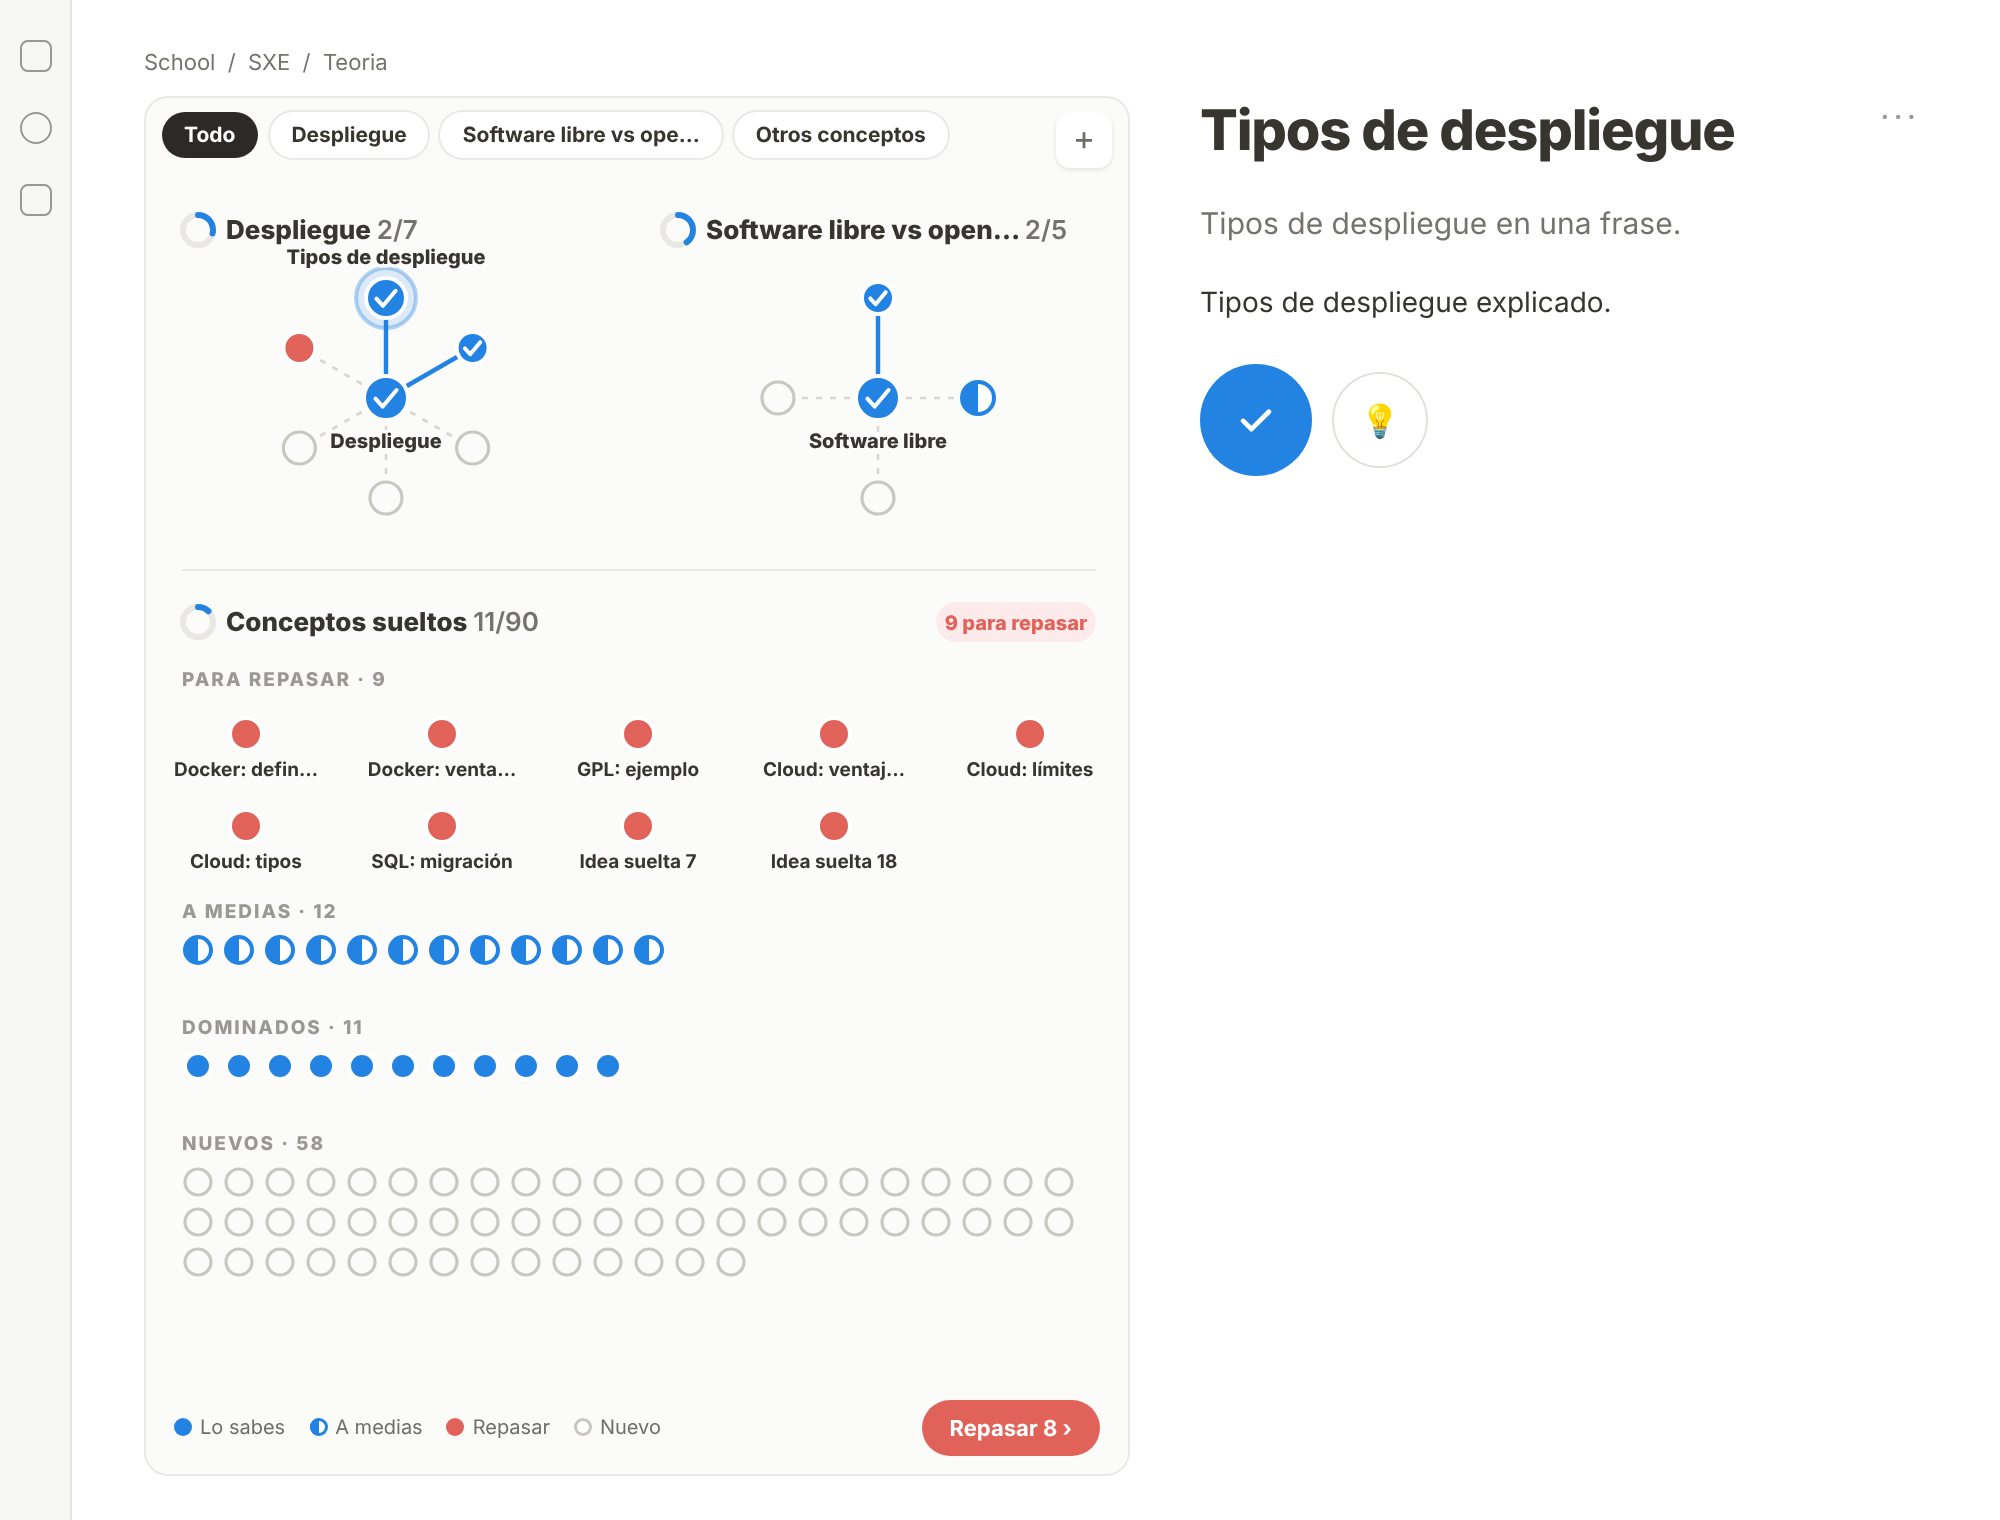 School / SXE / Teoria
Todo
Despliegue
Software libre vs ope...
Otros conceptos
+
Despliegue 2/7
Software libre vs open... 2/5
Tipos de despliegue
Despliegue
Software libre
Conceptos sueltos 11/90
9 para repasar
PARA REPASAR · 9
Docker: defin...
Docker: venta...
GPL: ejemplo
Cloud: ventaj...
Cloud: límites
Cloud: tipos
SQL: migración
Idea suelta 7
Idea suelta 18
A MEDIAS · 12
DOMINADOS · 11
NUEVOS · 58
Lo sabes
A medias
Repasar
Nuevo
Repasar 8 ›
Tipos de despliegue
...
Tipos de despliegue en una frase.
Tipos de despliegue explicado.